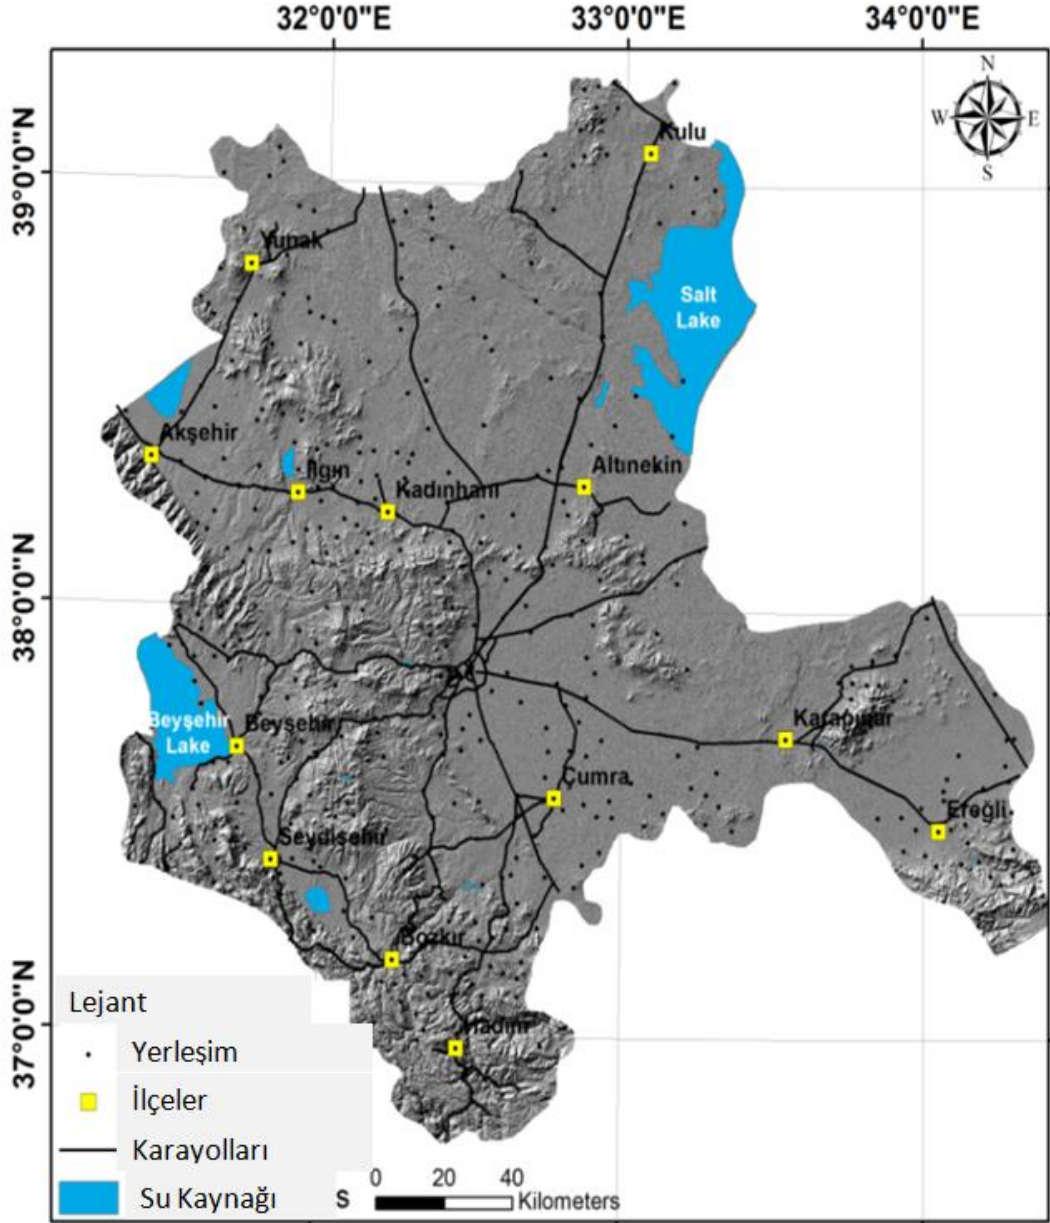 32°0'0"E 33°0'0"E 34°0'0"E
N
W E
S
39°0'0"N
38°0'0"N
37°0'0"N
Kulu
Yunak
Salt
Lake
Akşehir
Ilgın
Kadınhanı
Altınekin
Beyşehir
Lake
Beyşehir
Karapınar
Çumra
Ereğli
Seydişehir
Bozkır
Hadim
Lejant
Yerleşim
İlçeler
Karayolları
Su Kaynağı
S
0 20 40
Kilometers